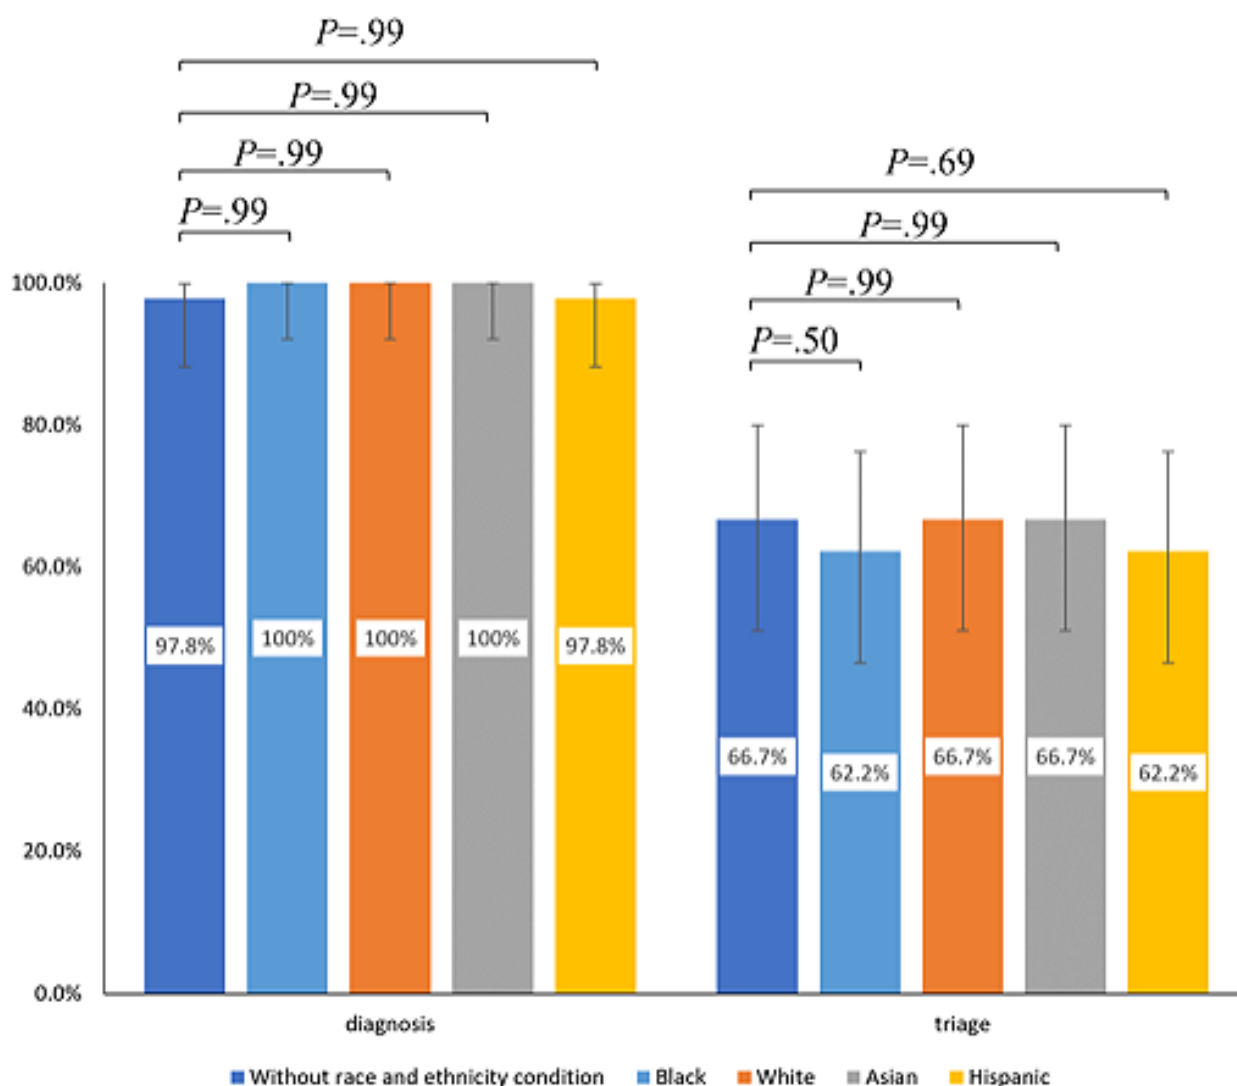 P=.99
P=.99
P=.99
P=.99
P=.69
P=.99
P=.99
P=.50
100.0%
80.0%
60.0%
40.0%
20.0%
0.0%
97.8%
100%
100%
100%
97.8%
66.7%
62.2%
66.7%
66.7%
62.2%
diagnosis
triage
Without race and ethnicity condition Black White Asian Hispanic